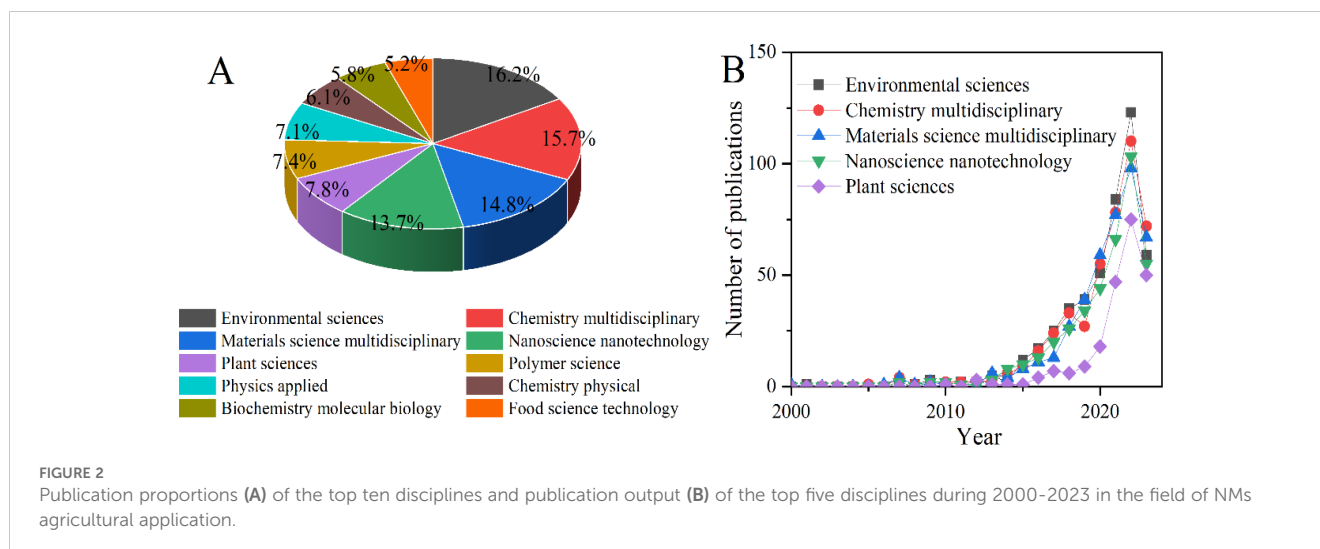 A
5.2%
5.8%
16.2%
6.1%
7.1%
15.7%
7.4%
7.8%
14.8%
13.7%
Environmental sciences
Chemistry multidisciplinary
Materials science multidisciplinary
Nanoscience nanotechnology
Plant sciences
Polymer science
Physics applied
Chemistry physical
Biochemistry molecular biology
Food science technology
B
150
100
50
0
Number of publications
Environmental sciences
Chemistry multidisciplinary
Materials science multidisciplinary
Nanoscience nanotechnology
Plant sciences
2000
2010
2020
Year
FIGURE 2
Publication proportions (A) of the top ten disciplines and publication output (B) of the top five disciplines during 2000-2023 in the field of NMs
agricultural application.